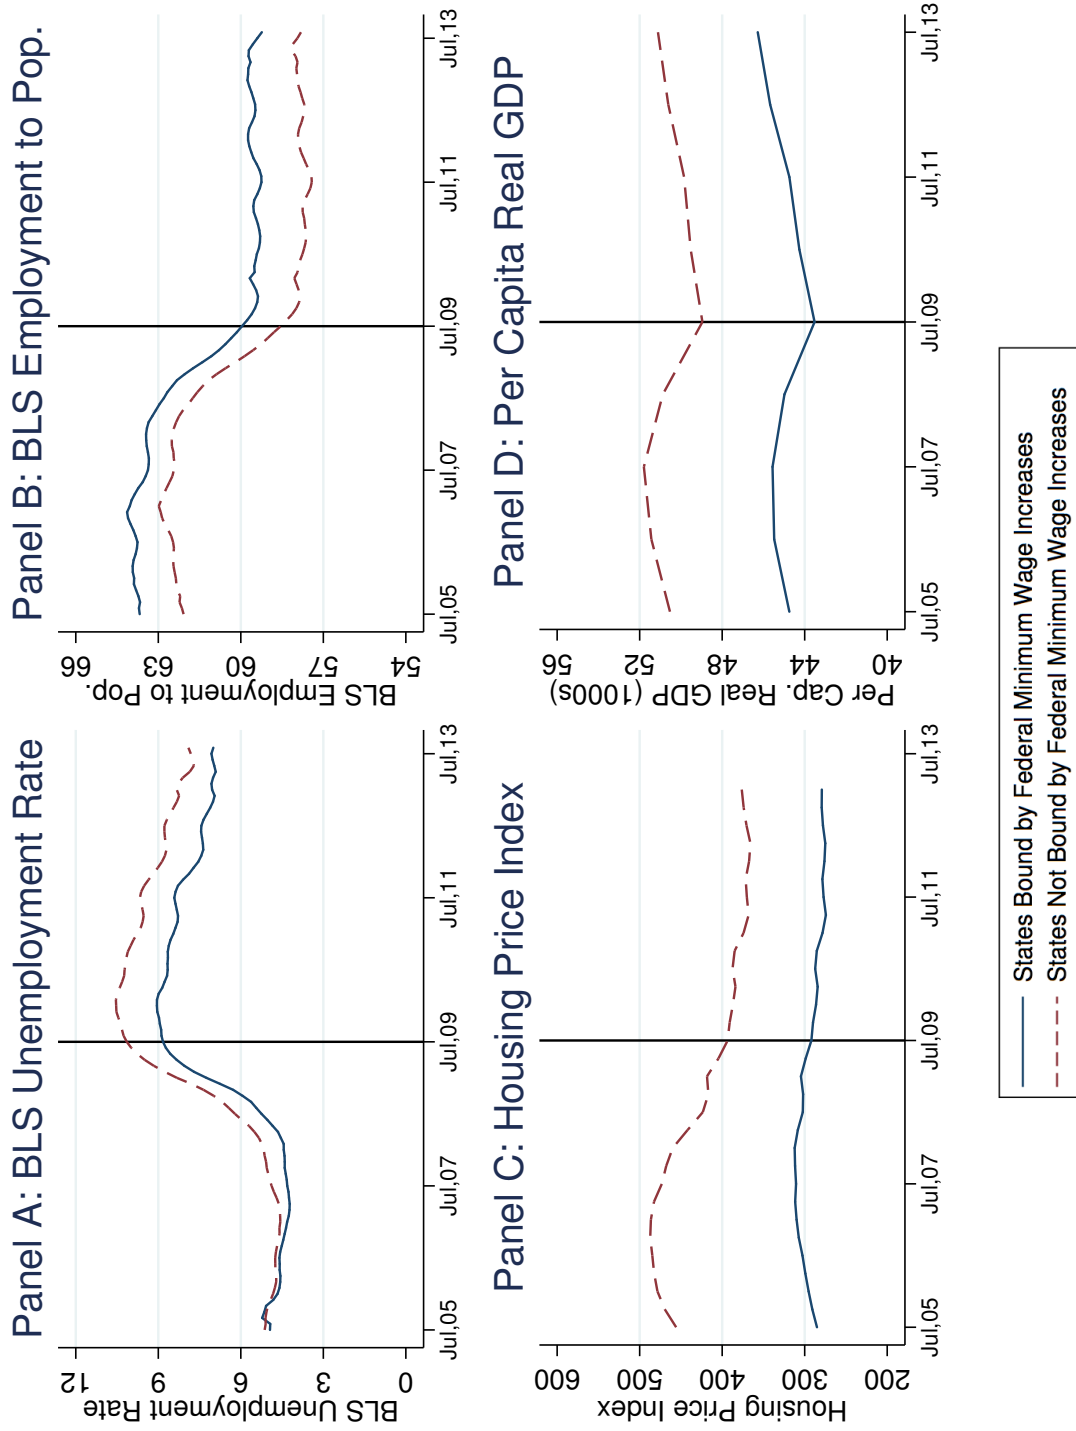 Panel A: BLS Unemployment Rate
BLS Unemployment Rate
12
9
6
3
0
Jul,05
Jul,07
Jul,09
Jul,11
Jul,13
Panel B: BLS Employment to Pop.
BLS Employment to Pop.
66
63
60
57
54
Jul,05
Jul,07
Jul,09
Jul,11
Jul,13
Panel C: Housing Price Index
Housing Price Index
600
500
400
300
200
Jul,05
Jul,07
Jul,09
Jul,11
Jul,13
Panel D: Per Capita Real GDP
Per Cap. Real GDP (1000s)
56
52
48
44
40
Jul,05
Jul,07
Jul,09
Jul,11
Jul,13
States Bound by Federal Minimum Wage Increases
States Not Bound by Federal Minimum Wage Increases